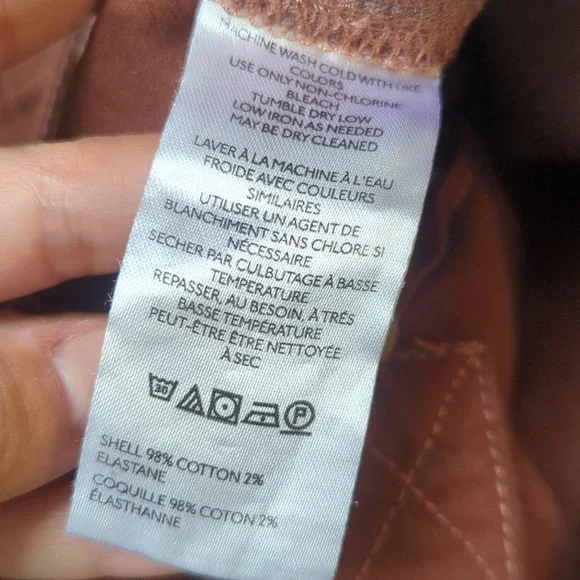 MACHINE WASH COLD WITH LIKE
COLORS
USE ONLY NON-CHLORINE
BLEACH
TUMBLE DRY LOW
LOW IRON AS NEEDED
MAY BE DRY CLEANED
LAVER À LA MACHINE À L'EAU
FROIDE AVEC COULEURS
SIMILAIRES
UTILISER UN AGENT DE
BLANCHIMENT SANS CHLORE SI
NÉCESSAIRE
SECHER PAR CULBUTAGE À BASSE
TEMPERATURE
REPASSER, AU BESOIN, À TRÈS
BASSE TEMPÉRATURE
PEUT-ÊTRE ÊTRE NETTOYÉE
À SEC
30 P
SHELL 98% COTTON 2%
ELASTANE
COQUILLE 98% COTON 2%
ÉLASTHANNE